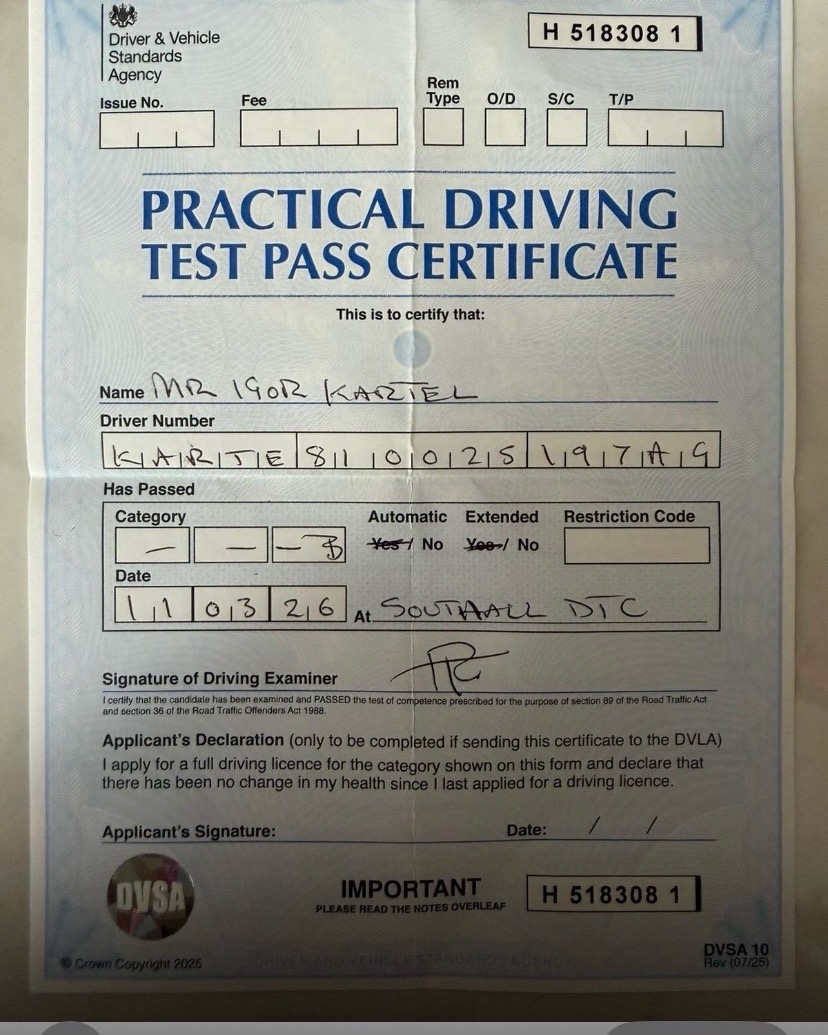 Driver & Vehicle
Standards
Agency
H 518308 1
Issue No. Fee Rem Type O/D S/C T/P
PRACTICAL DRIVING
TEST PASS CERTIFICATE
This is to certify that:
Name MR IGOR KARTEL
Driver Number
KARTE 810025 197AG
Has Passed
Category Automatic Extended Restriction Code
– – – B Yes / No Yes / No
Date
11 03 26 At SOUTHALL DTC
Signature of Driving Examiner
I certify that the candidate has been examined and PASSED the test of competence prescribed for the purpose of section 89 of the Road Traffic Act
and section 36 of the Road Traffic Offenders Act 1988.
Applicant's Declaration (only to be completed if sending this certificate to the DVLA)
I apply for a full driving licence for the category shown on this form and declare that
there has been no change in my health since I last applied for a driving licence.
Applicant's Signature: Date: / /
DVSA
IMPORTANT
PLEASE READ THE NOTES OVERLEAF
H 518308 1
© Crown Copyright 2025
DRIVER AND VEHICLE STANDARDS AGENCY
DVSA 10
Rev (07/25)